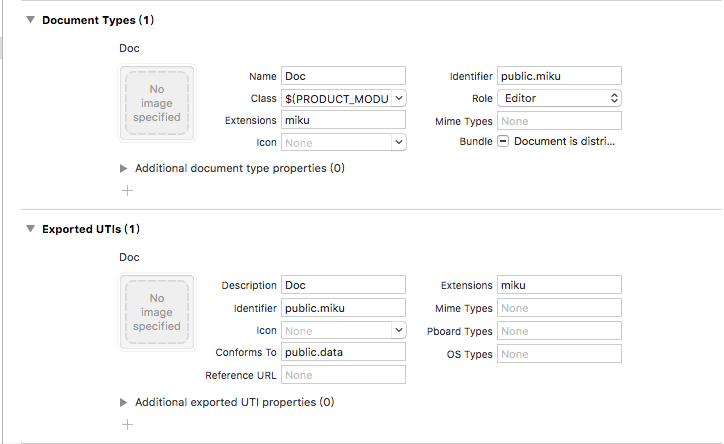 Document Types (1)
Doc
No image specified
Name Doc Identifier public.miku
Class $(PRODUCT_MODU Role Editor
Extensions miku Mime Types None
Icon None Bundle Document is distri...
Additional document type properties (0)
Exported UTIs (1)
Doc
No image specified
Description Doc Extensions miku
Identifier public.miku Mime Types None
Icon None Pboard Types None
Conforms To public.data OS Types None
Reference URL None
Additional exported UTI properties (0)